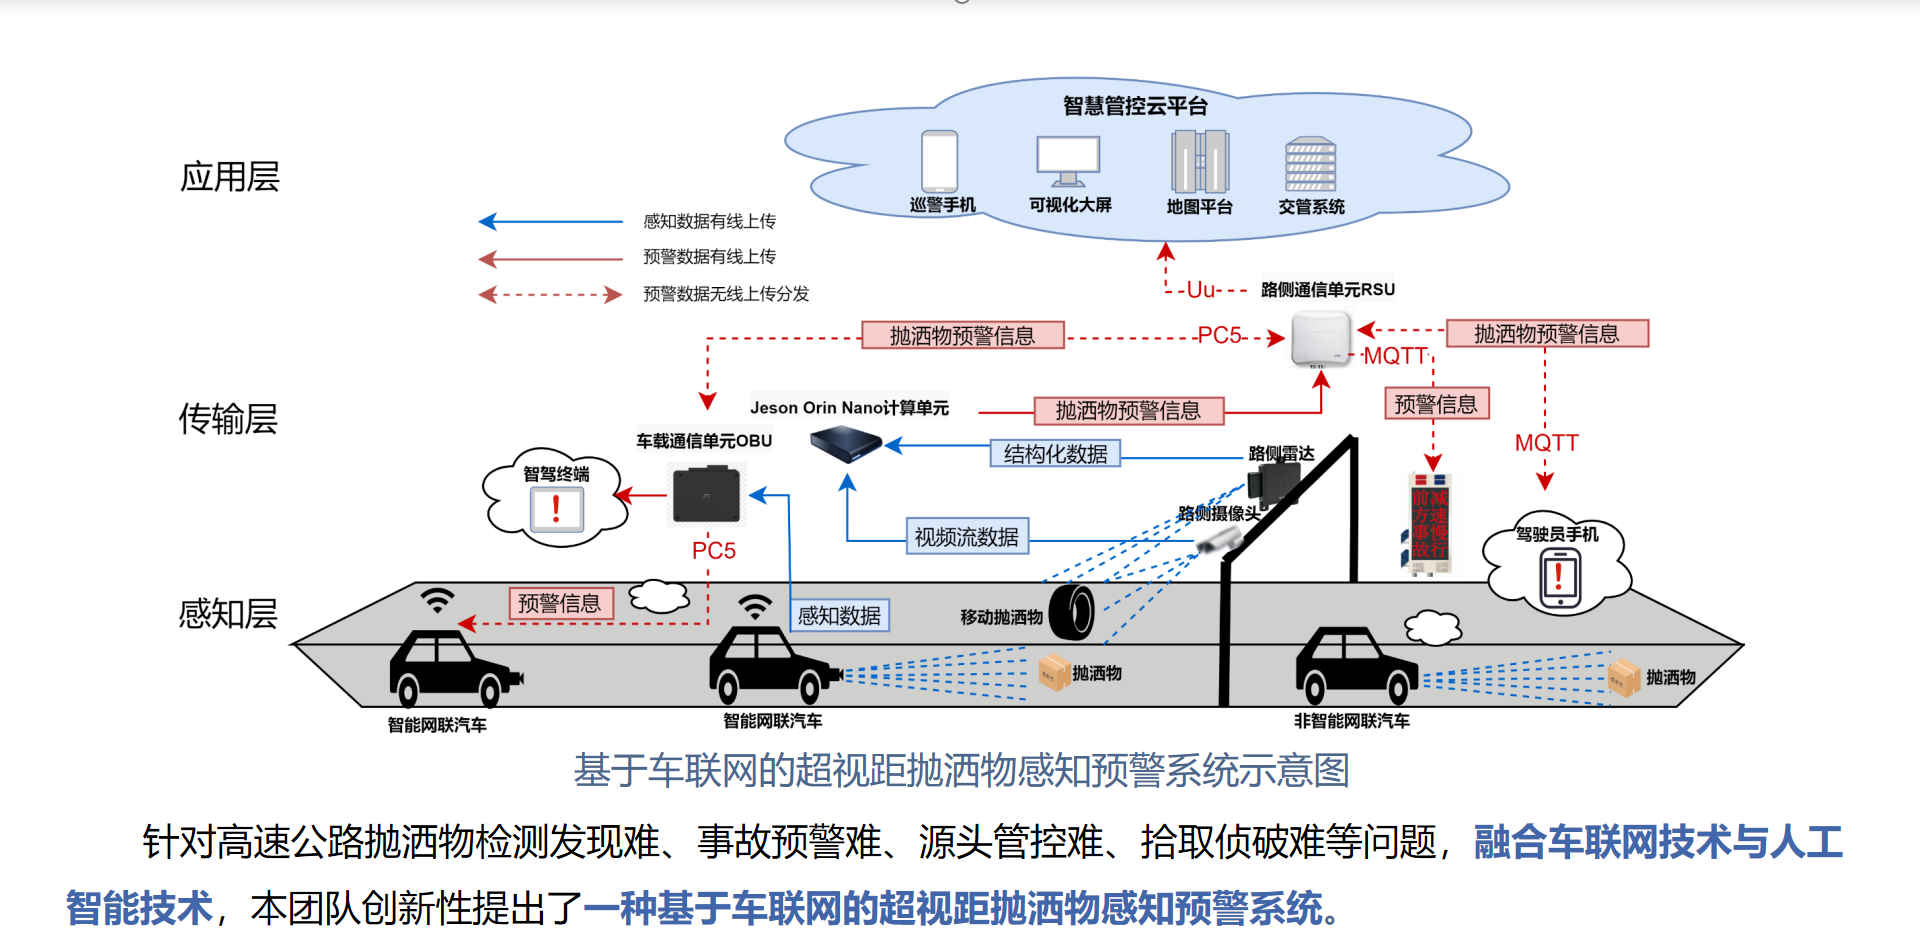 智慧管控云平台
巡警手机
可视化大屏
地图平台
交管系统
应用层
感知数据有线上传
预警数据有线上传
预警数据无线上传分发
Uu
路侧通信单元RSU
抛洒物预警信息
PC5
抛洒物预警信息
MQTT
预警信息
传输层
Jeson Orin Nano计算单元
抛洒物预警信息
车载通信单元OBU
结构化数据
路侧雷达
MQTT
智驾终端
路侧摄像头
视频流数据
前方事故
减速慢行
驾驶员手机
PC5
感知层
预警信息
感知数据
移动抛洒物
抛洒物
抛洒物
智能网联汽车
智能网联汽车
非智能网联汽车
基于车联网的超视距抛洒物感知预警系统示意图
针对高速公路抛洒物检测发现难、事故预警难、源头管控难、拾取侦破难等问题，融合车联网技术与人工
智能技术，本团队创新性提出了一种基于车联网的超视距抛洒物感知预警系统。